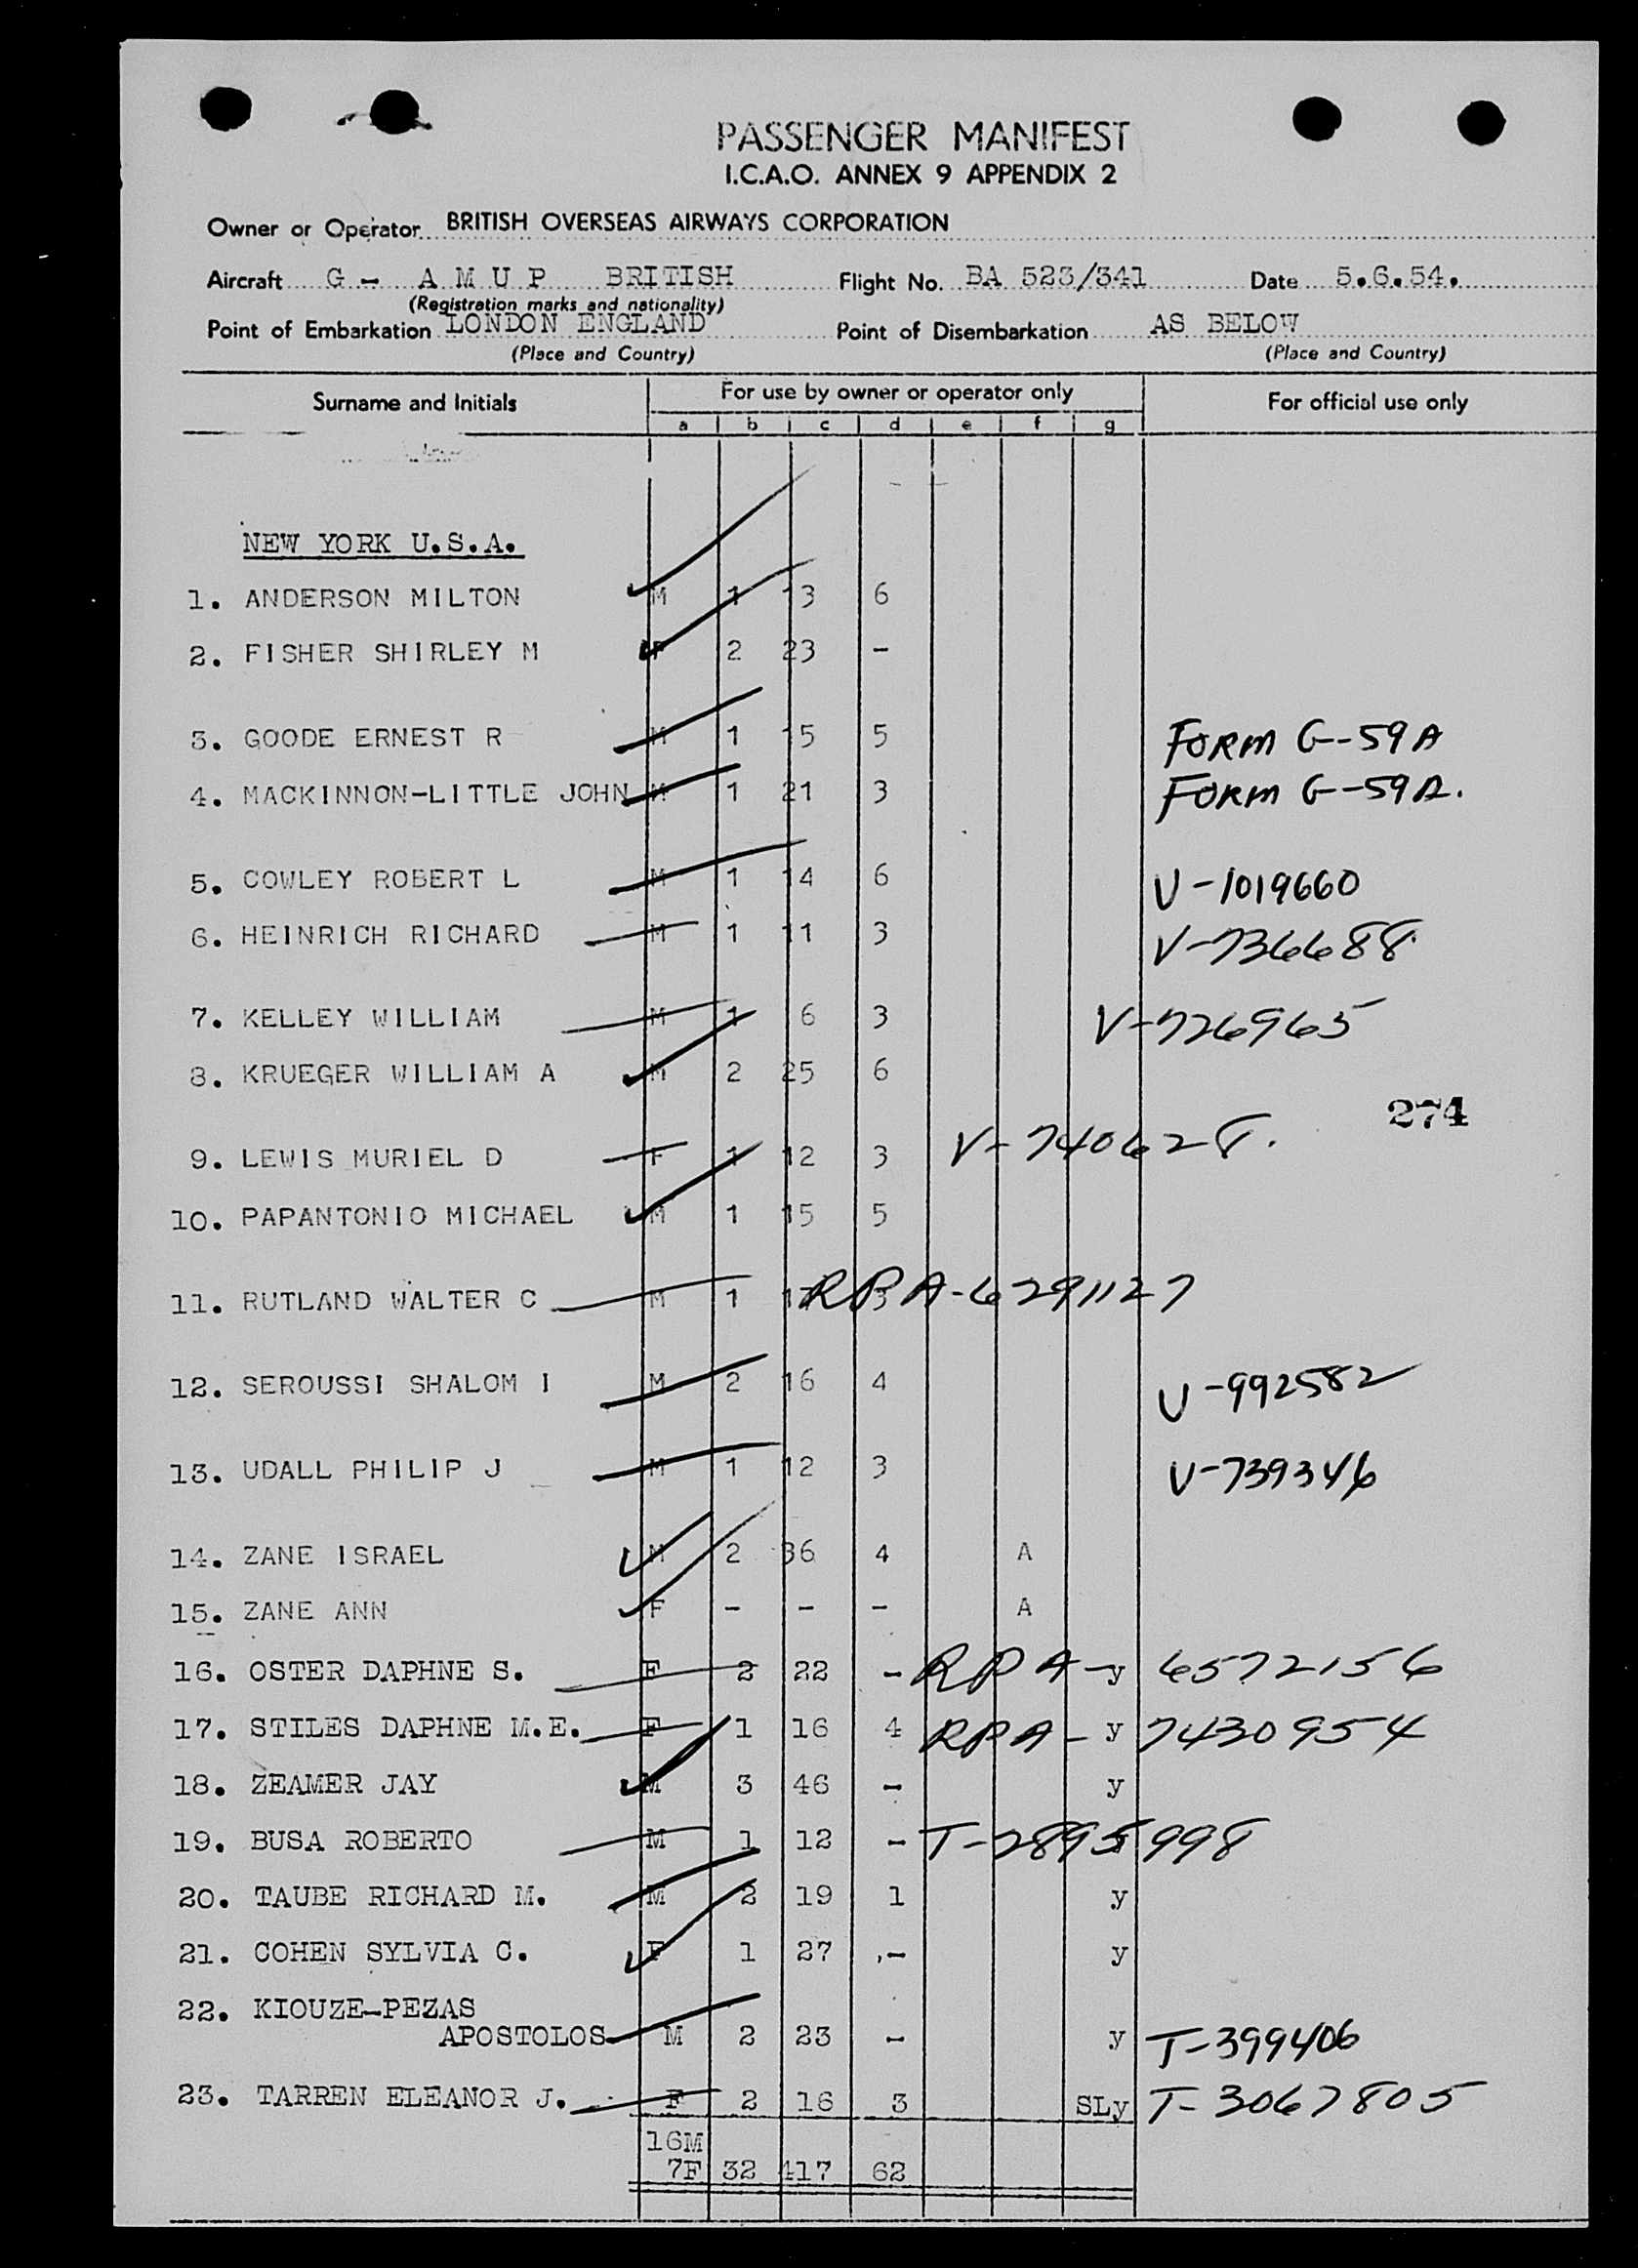 PASSENGER MANIFEST
I.C.A.O. ANNEX 9 APPENDIX 2
Owner or Operator BRITISH OVERSEAS AIRWAYS CORPORATION
Aircraft G - A M U P BRITISH Flight No. BA 523/341 Date 5.6.54.
(Registration marks and nationality)
Point of Embarkation LONDON ENGLAND Point of Disembarkation AS BELOW
(Place and Country) (Place and Country)
Surname and Initials For use by owner or operator only For official use only
a b c d e f g
NEW YORK U.S.A.
1. ANDERSON MILTON M 1 13 6
2. FISHER SHIRLEY M F 2 23 -
3. GOODE ERNEST R M 1 15 5 FORM G-59A
4. MACKINNON-LITTLE JOHN M 1 21 3 FORM G-59A.
5. COWLEY ROBERT L M 1 14 6 V-1019660
6. HEINRICH RICHARD M 1 11 3 V-736688.
7. KELLEY WILLIAM M 1 6 3 V-726965
8. KRUEGER WILLIAM A M 2 25 6
274
9. LEWIS MURIEL D F 1 12 3 V-740628.
10. PAPANTONIO MICHAEL M 1 15 5
11. RUTLAND WALTER C M 1 17 3 RPA-6291127
12. SEROUSSI SHALOM I M 2 16 4 V-992582
13. UDALL PHILIP J M 1 12 3 V-739346
14. ZANE ISRAEL M 2 36 4 A
15. ZANE ANN F - - - A
16. OSTER DAPHNE S. F 2 22 - RPA- y 6572156
17. STILES DAPHNE M.E. F 1 16 4 RPA- y 7430954
18. ZEAMER JAY M 3 46 - y
19. BUSA ROBERTO M 1 12 - T-2895998
20. TAUBE RICHARD M. M 2 19 1 y
21. COHEN SYLVIA C. F 1 27 - y
22. KIOUZE-PEZAS
APOSTOLOS M 2 23 - y T-399406
23. TARREN ELEANOR J. F 2 16 3 SLy T-3067805
16M
7F 32 417 62